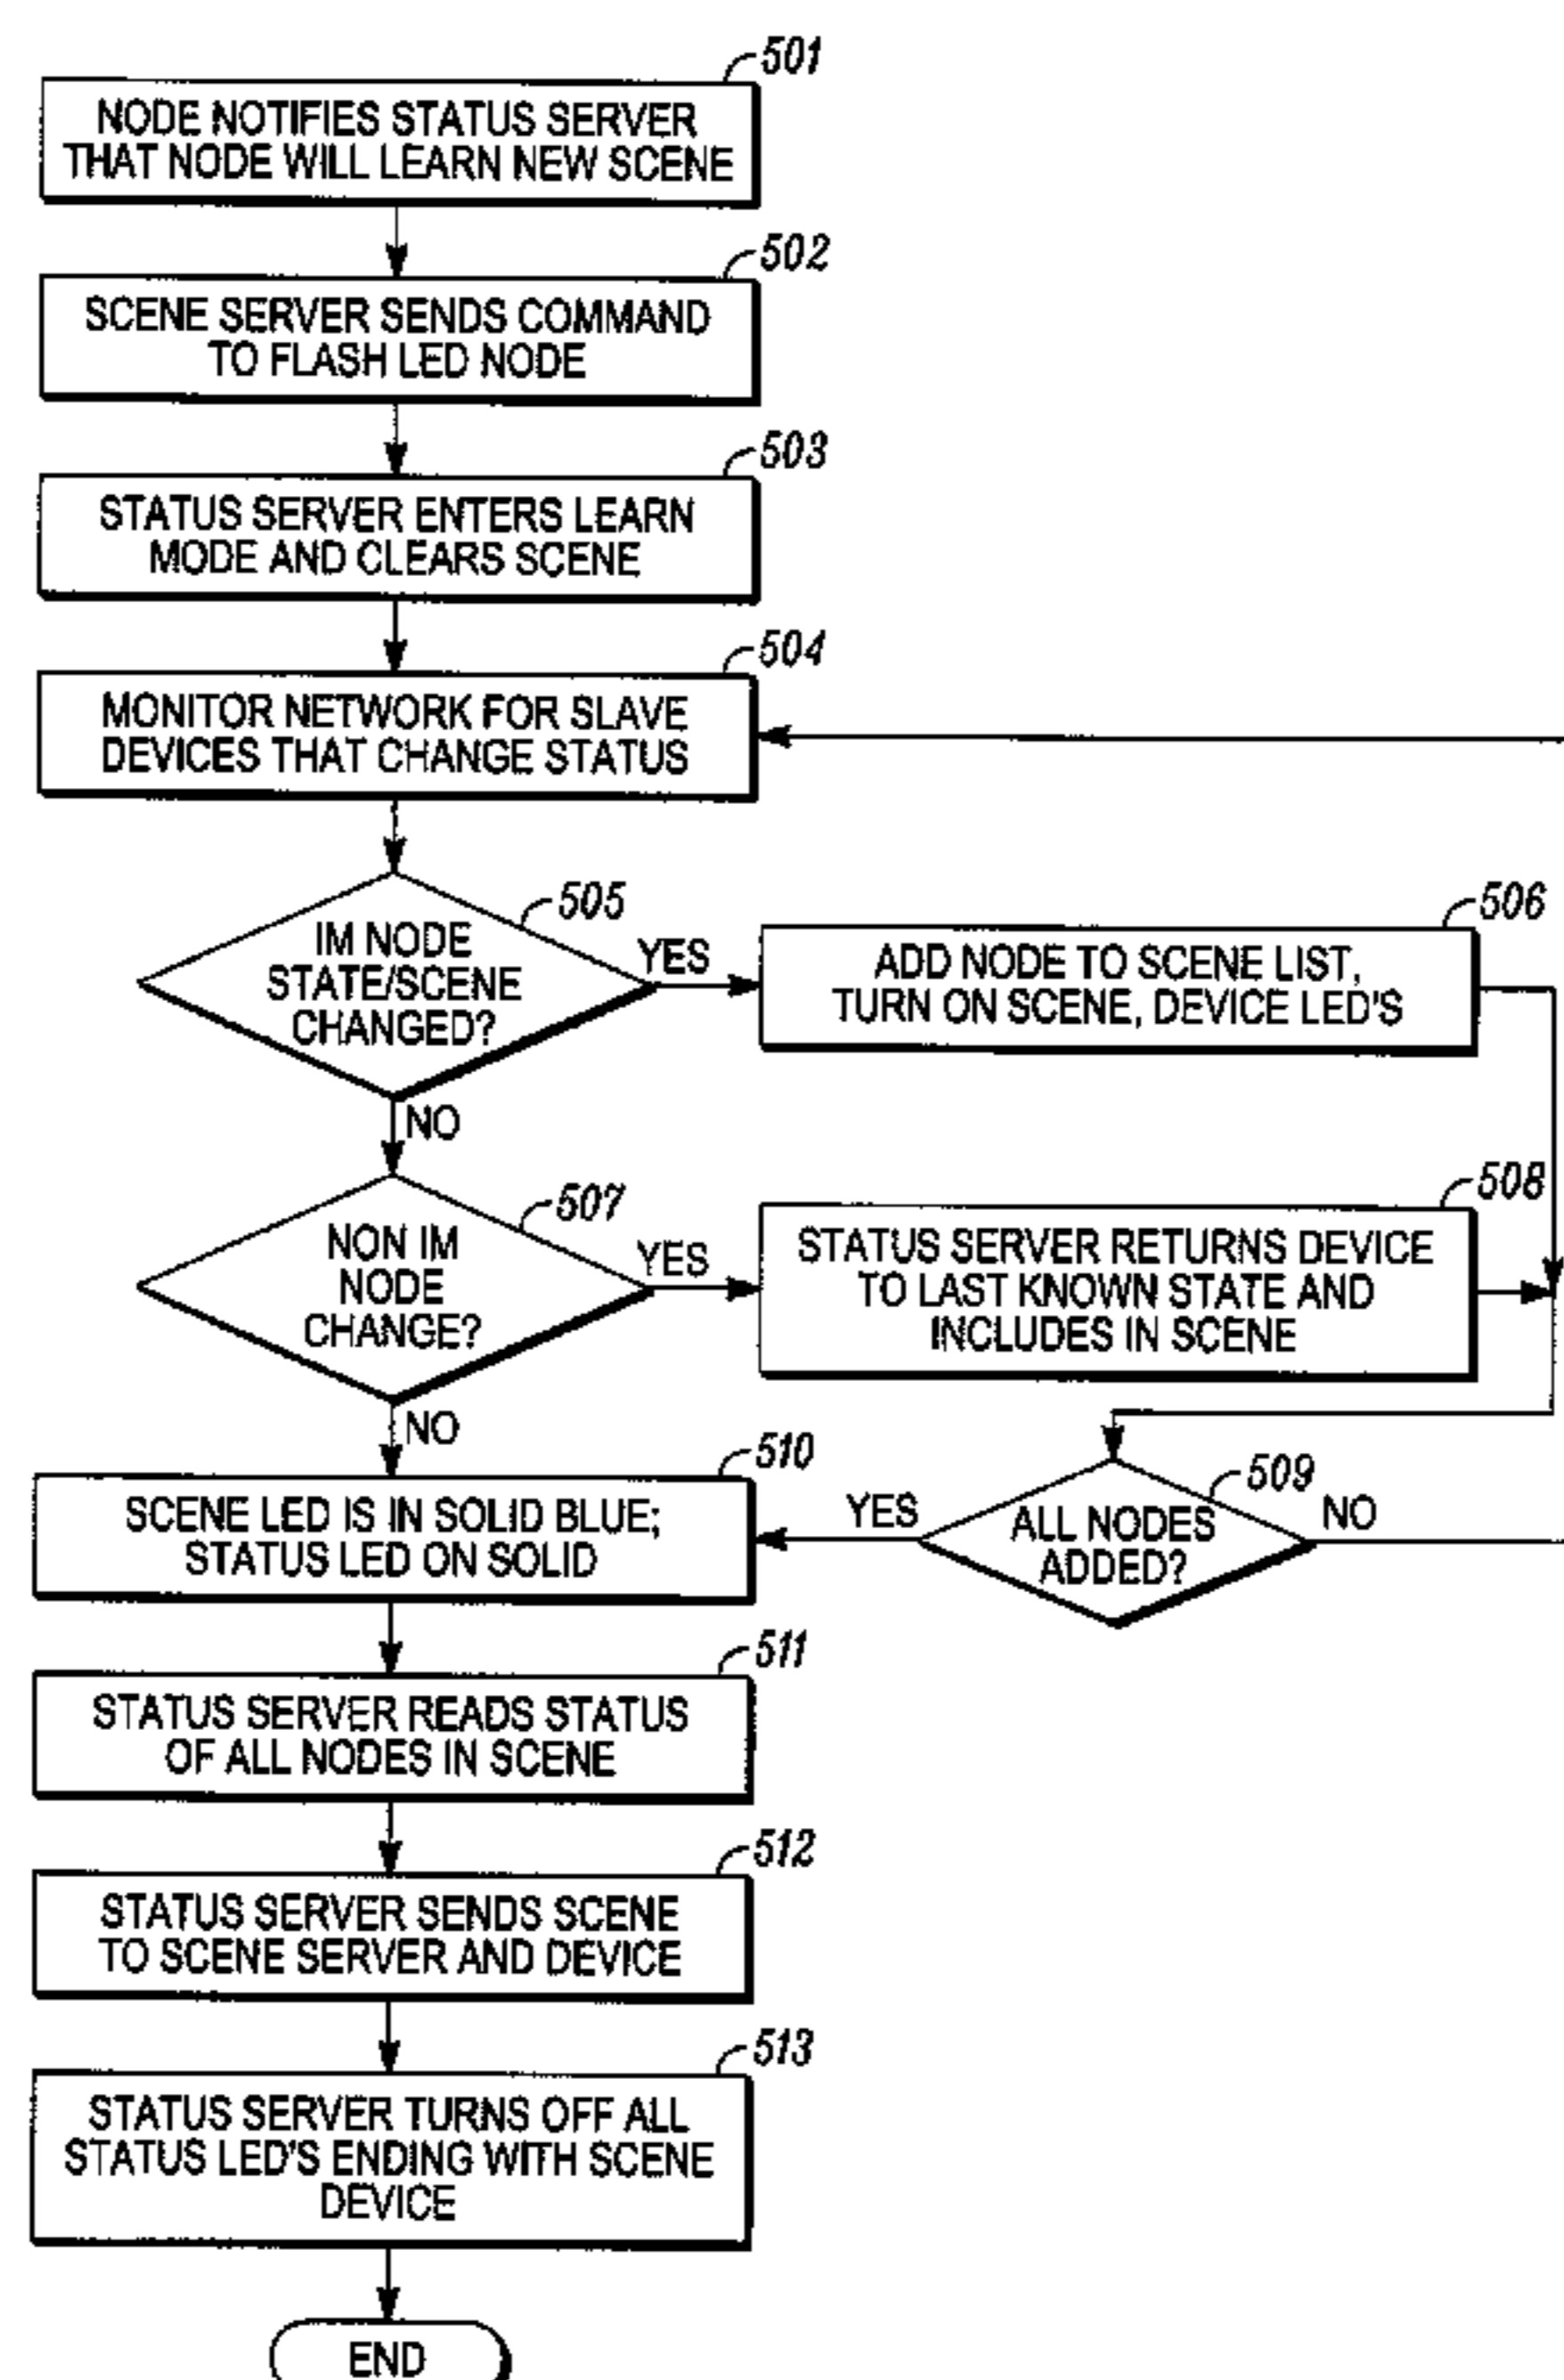 501
NODE NOTIFIES STATUS SERVER
THAT NODE WILL LEARN NEW SCENE
502
SCENE SERVER SENDS COMMAND
TO FLASH LED NODE
503
STATUS SERVER ENTERS LEARN
MODE AND CLEARS SCENE
504
MONITOR NETWORK FOR SLAVE
DEVICES THAT CHANGE STATUS
505
IM NODE
STATE/SCENE
CHANGED?
YES
506
ADD NODE TO SCENE LIST,
TURN ON SCENE, DEVICE LED'S
NO
507
NON IM
NODE
CHANGE?
YES
508
STATUS SERVER RETURNS DEVICE
TO LAST KNOWN STATE AND
INCLUDES IN SCENE
NO
509
ALL NODES
ADDED?
YES
NO
510
SCENE LED IS IN SOLID BLUE;
STATUS LED ON SOLID
511
STATUS SERVER READS STATUS
OF ALL NODES IN SCENE
512
STATUS SERVER SENDS SCENE
TO SCENE SERVER AND DEVICE
513
STATUS SERVER TURNS OFF ALL
STATUS LED'S ENDING WITH SCENE
DEVICE
END